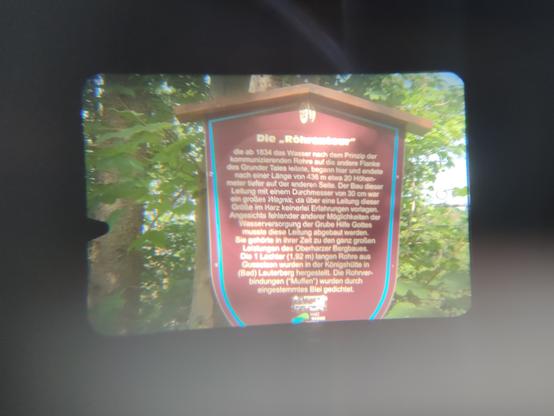 Die „Röhrentour"
die ab 1834 das Wasser nach dem Prinzip der
kommunizierenden Rohre auf die andere Flanke
des Grunder Tales leitete, begann hier und endete
nach einer Länge von 436 m etwa 20 Höhen-
meter tiefer auf der anderen Seite. Der Bau dieser
Leitung mit einem Durchmesser von 30 cm war
ein großes Wagnis, da über eine Leitung dieser
Größe im Harz keinerlei Erfahrungen vorlagen.
Angesichts fehlender anderer Möglichkeiten der
Wasserversorgung der Grube Hilfe Gottes
musste diese Leitung abgebaut werden.
Sie gehörte in ihrer Zeit zu den ganz großen
Leistungen des Oberharzer Bergbaues.
Die 1 Lachter (1,92 m) langen Rohre aus
Gusseisen wurden in der Königshütte in
(Bad) Lauterberg hergestellt. Die Rohrver-
bindungen ("Muffen") wurden durch
eingestemmtes Blei gedichtet.